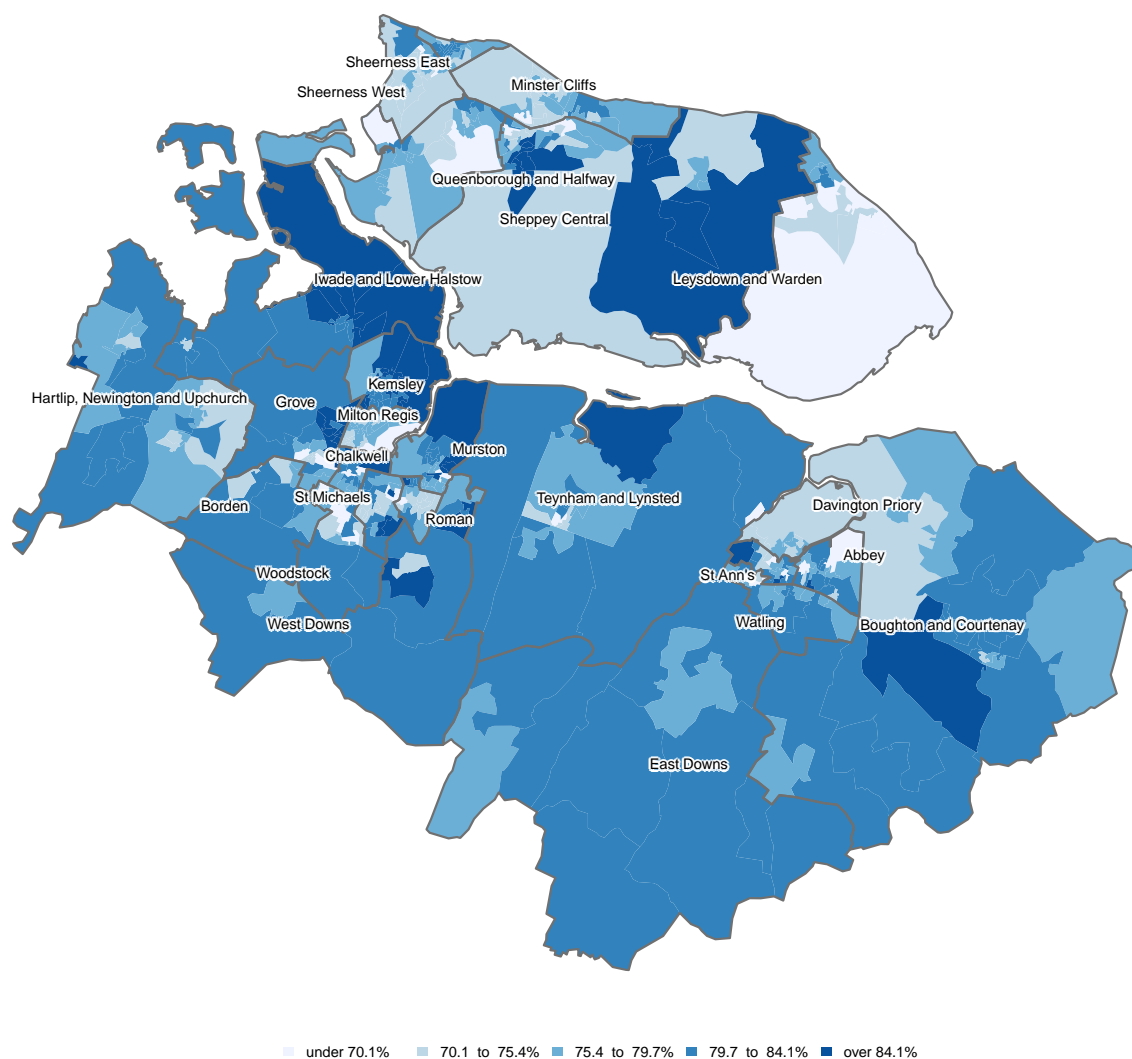 Sheerness East
Sheerness West
Minster Cliffs
Queenborough and Halfway
Sheppey Central
Iwade and Lower Halstow
Leysdown and Warden
Kemsley
Hartlip, Newington and Upchurch
Grove
Milton Regis
Chalkwell
Murston
Borden
St Michaels
Roman
Teynham and Lynsted
Davington Priory
Abbey
St Ann's
Woodstock
West Downs
Watling
Boughton and Courtenay
East Downs
under 70.1% 70.1 to 75.4% 75.4 to 79.7% 79.7 to 84.1% over 84.1%